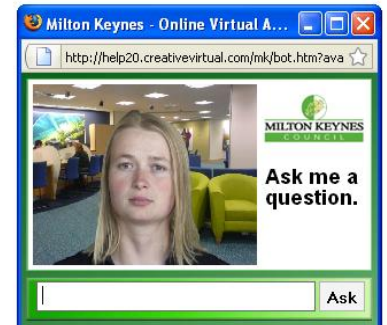 Milton Keynes - Online Virtual A...
http://help20.creativevirtual.com/mk/bot.htm?ava
MILTON KEYNES
COUNCIL
Ask me a
question.
Ask